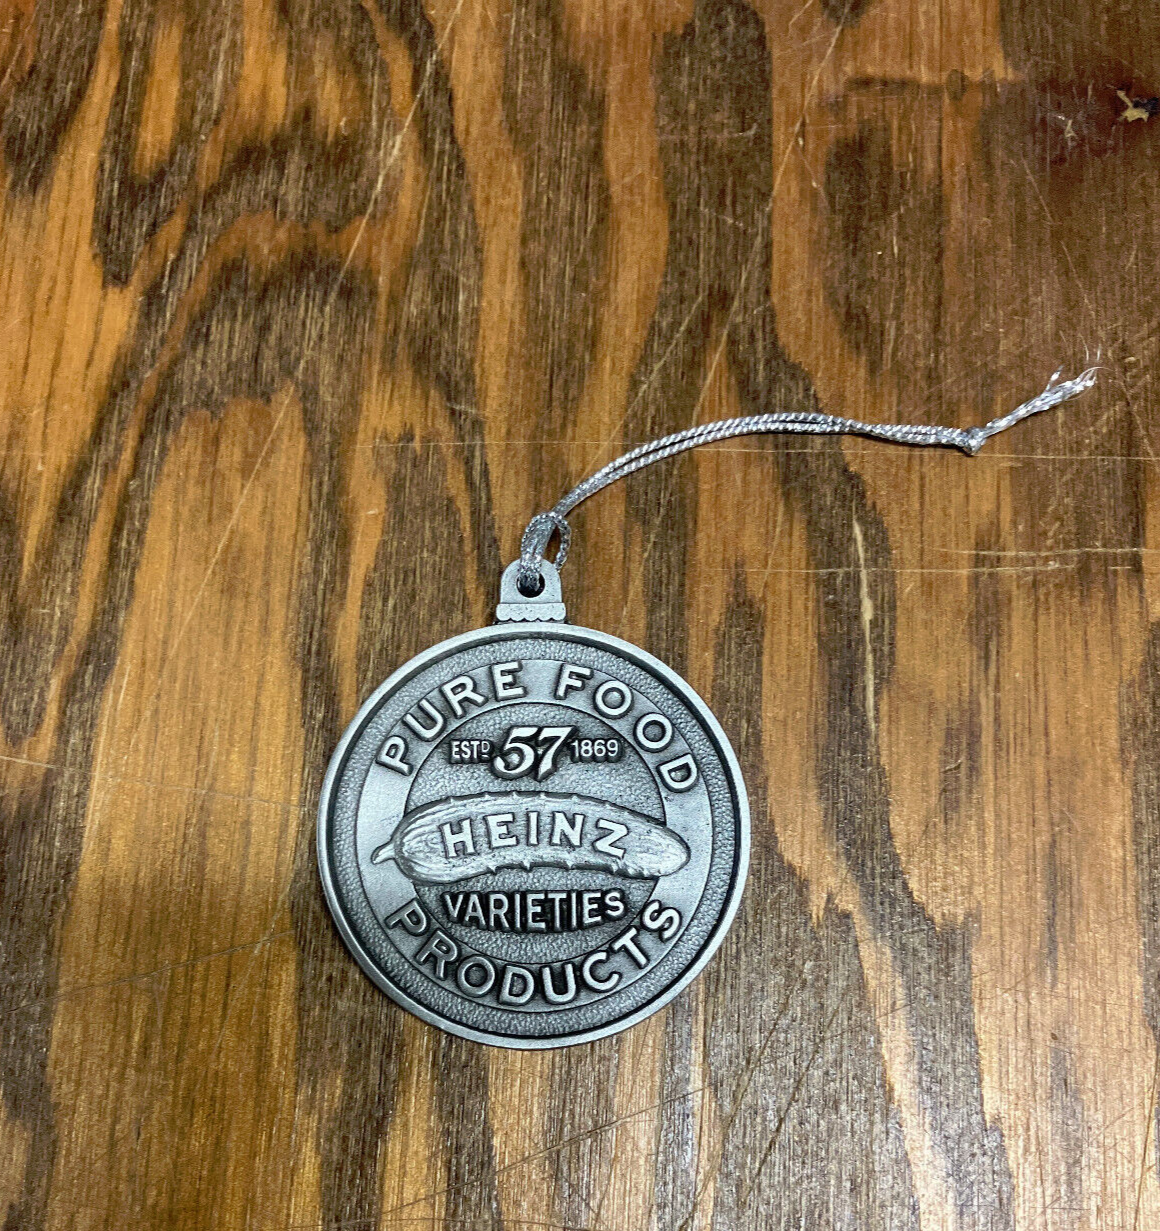 PURE FOOD
ESTD 57 1869
HEINZ
VARIETIES
PRODUCTS